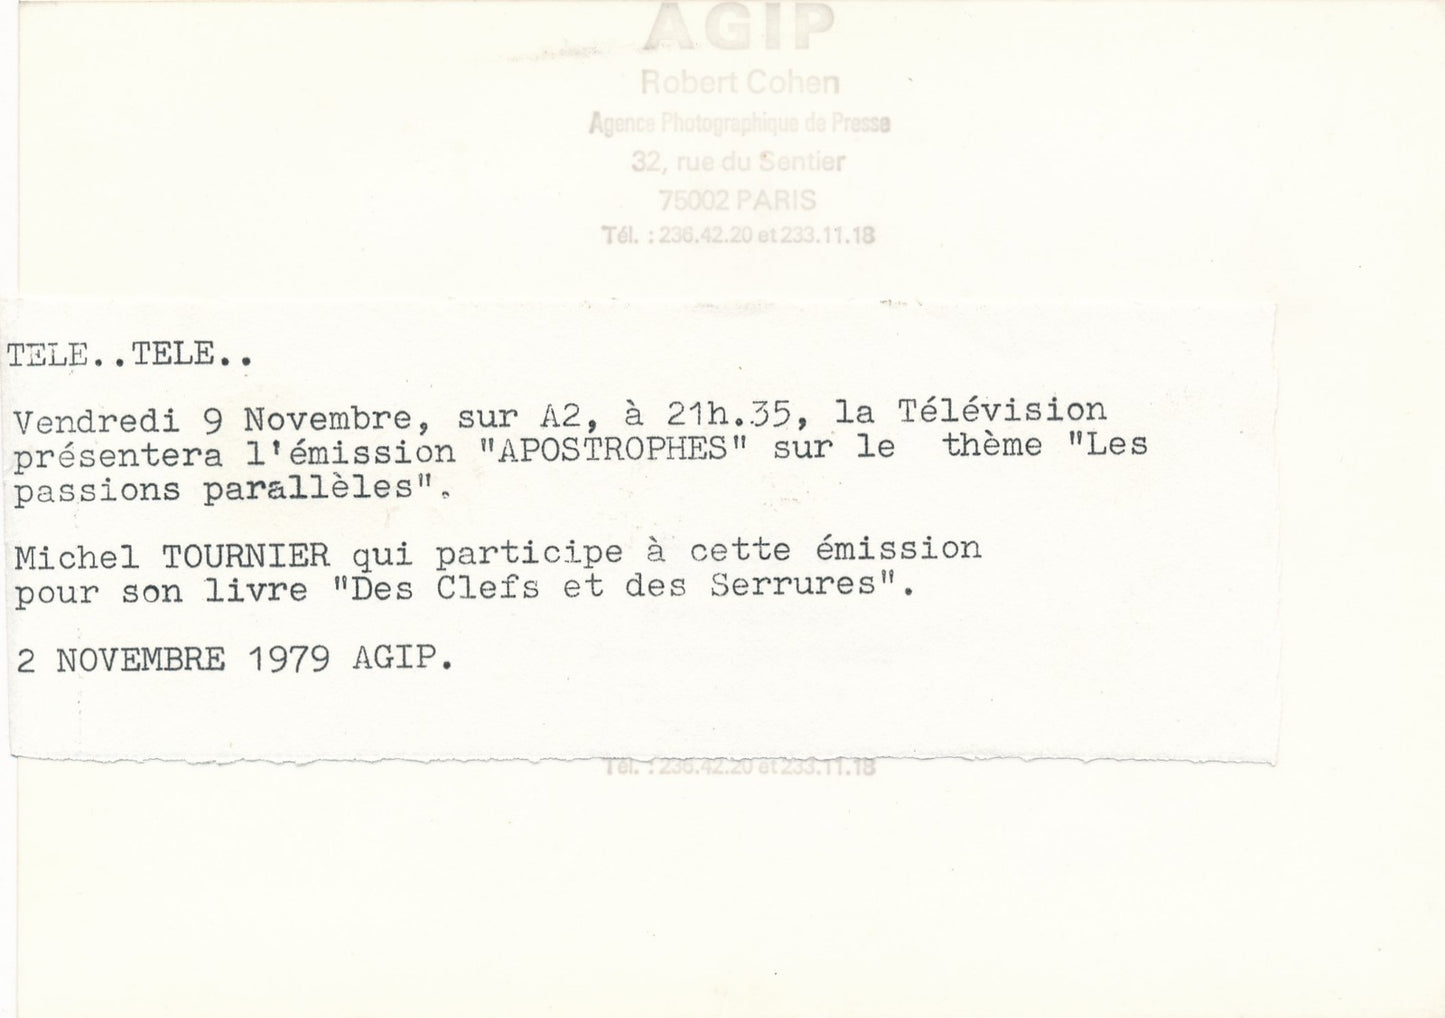 AGIP
Robert Cohen
Agence Photographique de Presse
32, rue du Sentier
75002 PARIS
Tél. : 236.42.20 et 233.11.18
TELE..TELE..
Vendredi 9 Novembre, sur A2, à 21h.35, la Télévision
présentera l'émission "APOSTROPHES" sur le thème "Les
passions parallèles".
Michel TOURNIER qui participe à cette émission
pour son livre "Des Clefs et des Serrures".
2 NOVEMBRE 1979 AGIP.
Tél. : 236.42.20 et 233.11.18